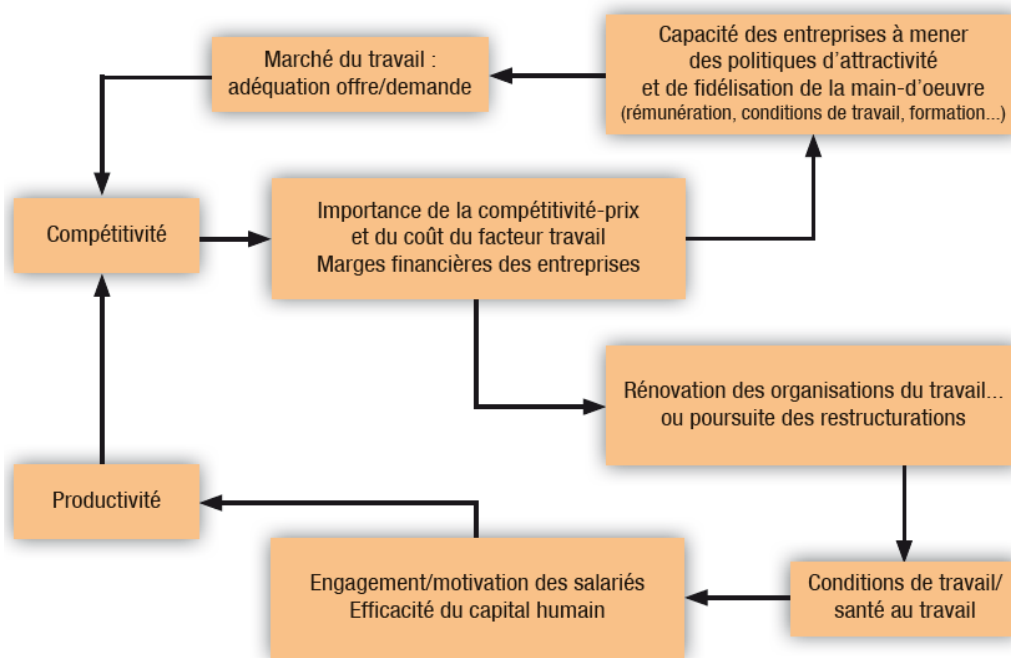 Marché du travail :
adéquation offre/demande
Capacité des entreprises à mener
des politiques d'attractivité
et de fidélisation de la main-d'oeuvre
(rémunération, conditions de travail, formation...)
Compétitivité
Importance de la compétitivité-prix
et du coût du facteur travail
Marges financières des entreprises
Rénovation des organisations du travail...
ou poursuite des restructurations
Productivité
Engagement/motivation des salariés
Efficacité du capital humain
Conditions de travail/
santé au travail